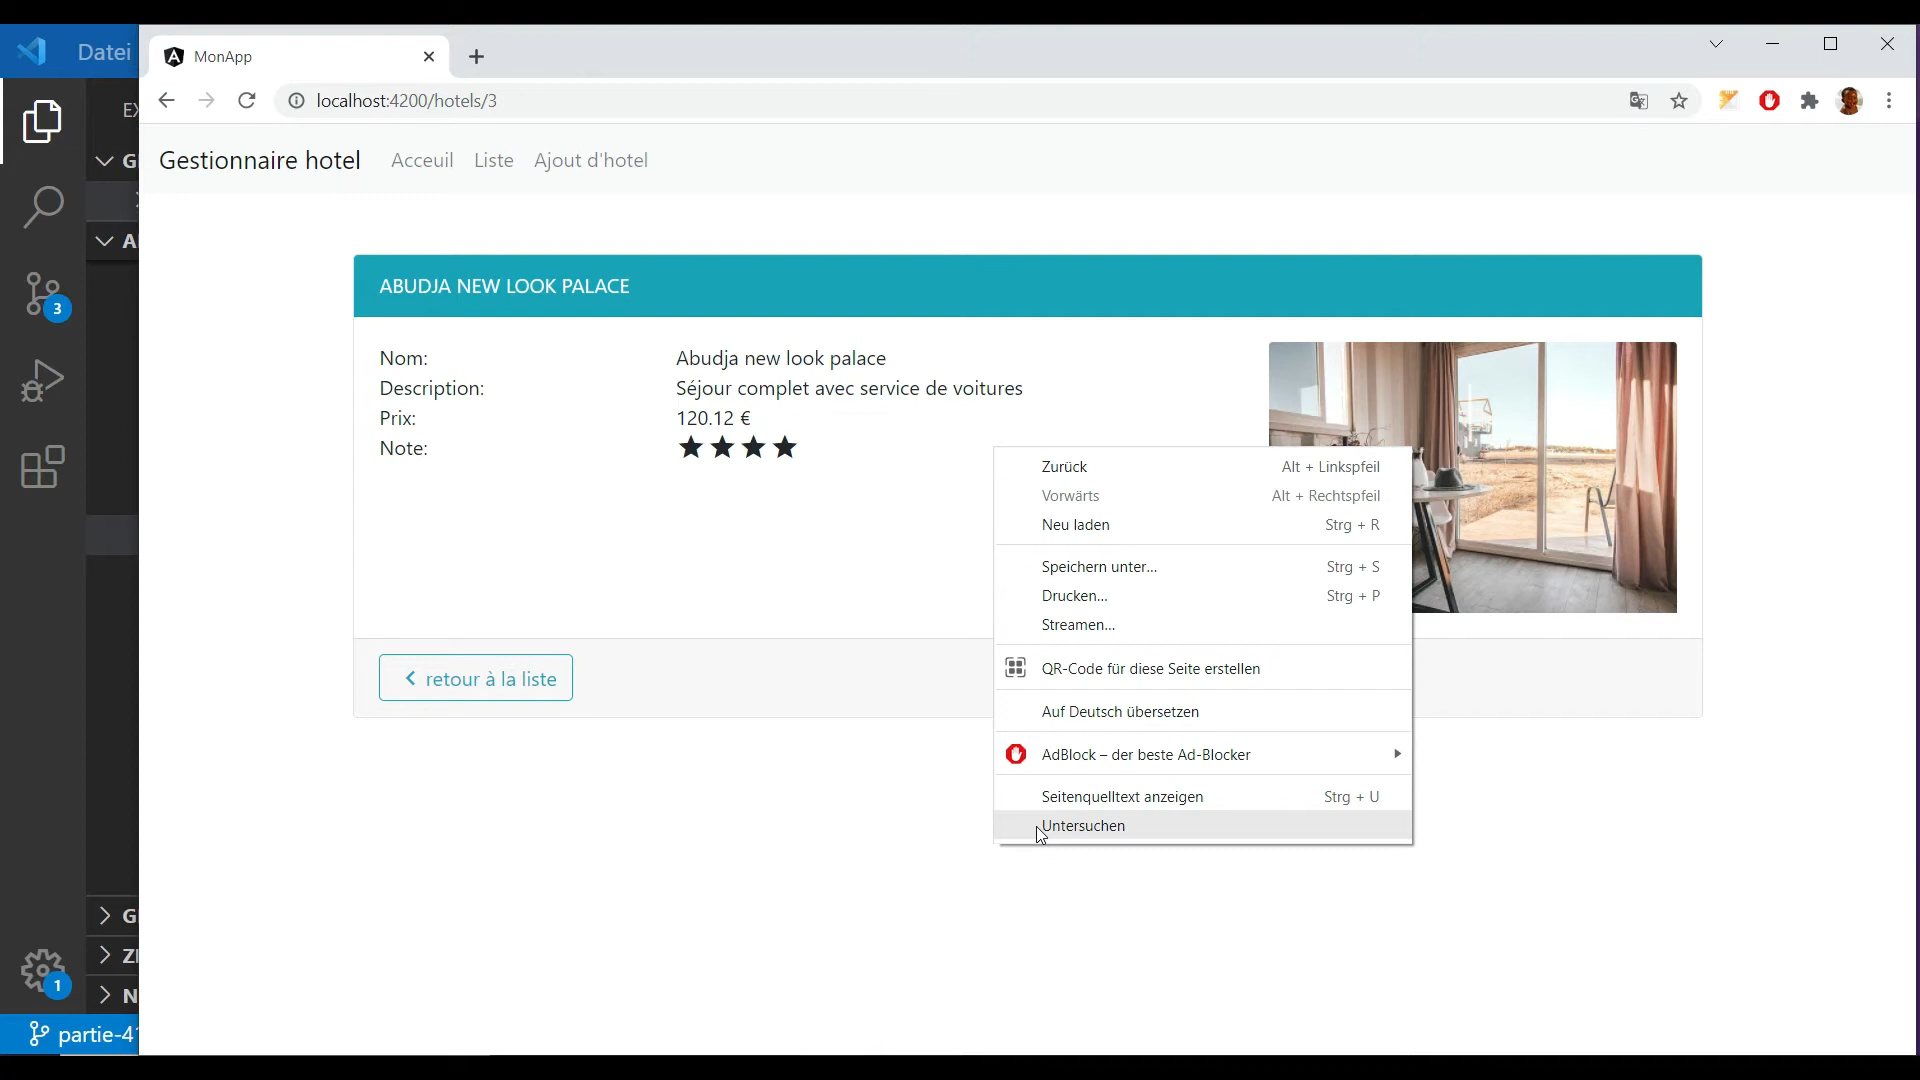 Datei
MonApp
localhost:4200/hotels/3
Gestionnaire hotel Acceuil Liste Ajout d'hotel
ABUDJA NEW LOOK PALACE
Nom: Abudja new look palace
Description: Séjour complet avec service de voitures
Prix: 120.12 €
Note:
Zurück Alt + Linkspfeil
Vorwärts Alt + Rechtspfeil
Neu laden Strg + R
Speichern unter... Strg + S
Drucken... Strg + P
Streamen...
QR-Code für diese Seite erstellen
Auf Deutsch übersetzen
AdBlock – der beste Ad-Blocker
Seitenquelltext anzeigen Strg + U
Untersuchen
retour à la liste
3
1
partie-4